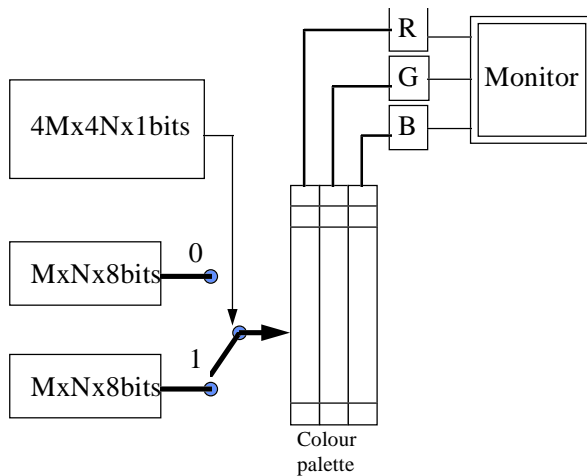 R
G
Monitor
B
4Mx4Nx1bits
0
MxNx8bits
1
MxNx8bits
Colour
palette